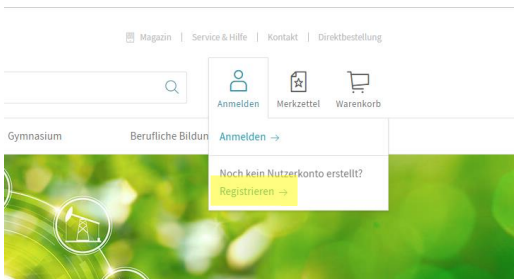 Magazin | Service & Hilfe | Kontakt | Direktbestellung
Anmelden Merkzettel Warenkorb
Gymnasium Berufliche Bildun Anmelden →
Noch kein Nutzerkonto erstellt?
Registrieren →